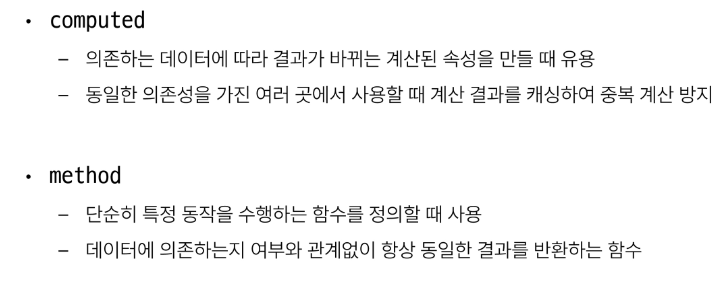 • computed
– 의존하는 데이터에 따라 결과가 바뀌는 계산된 속성을 만들 때 유용
– 동일한 의존성을 가진 여러 곳에서 사용할 때 계산 결과를 캐싱하여 중복 계산 방지
• method
– 단순히 특정 동작을 수행하는 함수를 정의할 때 사용
– 데이터에 의존하는지 여부와 관계없이 항상 동일한 결과를 반환하는 함수